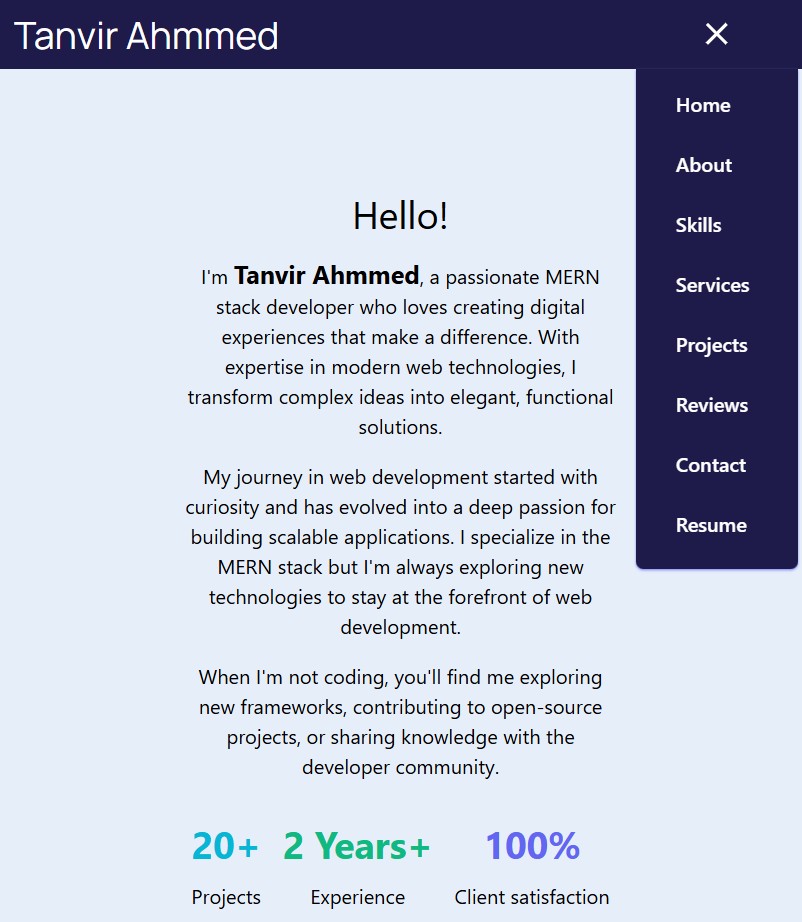 Tanvir Ahmmed
Home
About
Skills
Services
Projects
Reviews
Contact
Resume
Hello!
I'm Tanvir Ahmmed, a passionate MERN
stack developer who loves creating digital
experiences that make a difference. With
expertise in modern web technologies, I
transform complex ideas into elegant, functional
solutions.
My journey in web development started with
curiosity and has evolved into a deep passion for
building scalable applications. I specialize in the
MERN stack but I'm always exploring new
technologies to stay at the forefront of web
development.
When I'm not coding, you'll find me exploring
new frameworks, contributing to open-source
projects, or sharing knowledge with the
developer community.
20+ 2 Years+ 100%
Projects Experience Client satisfaction